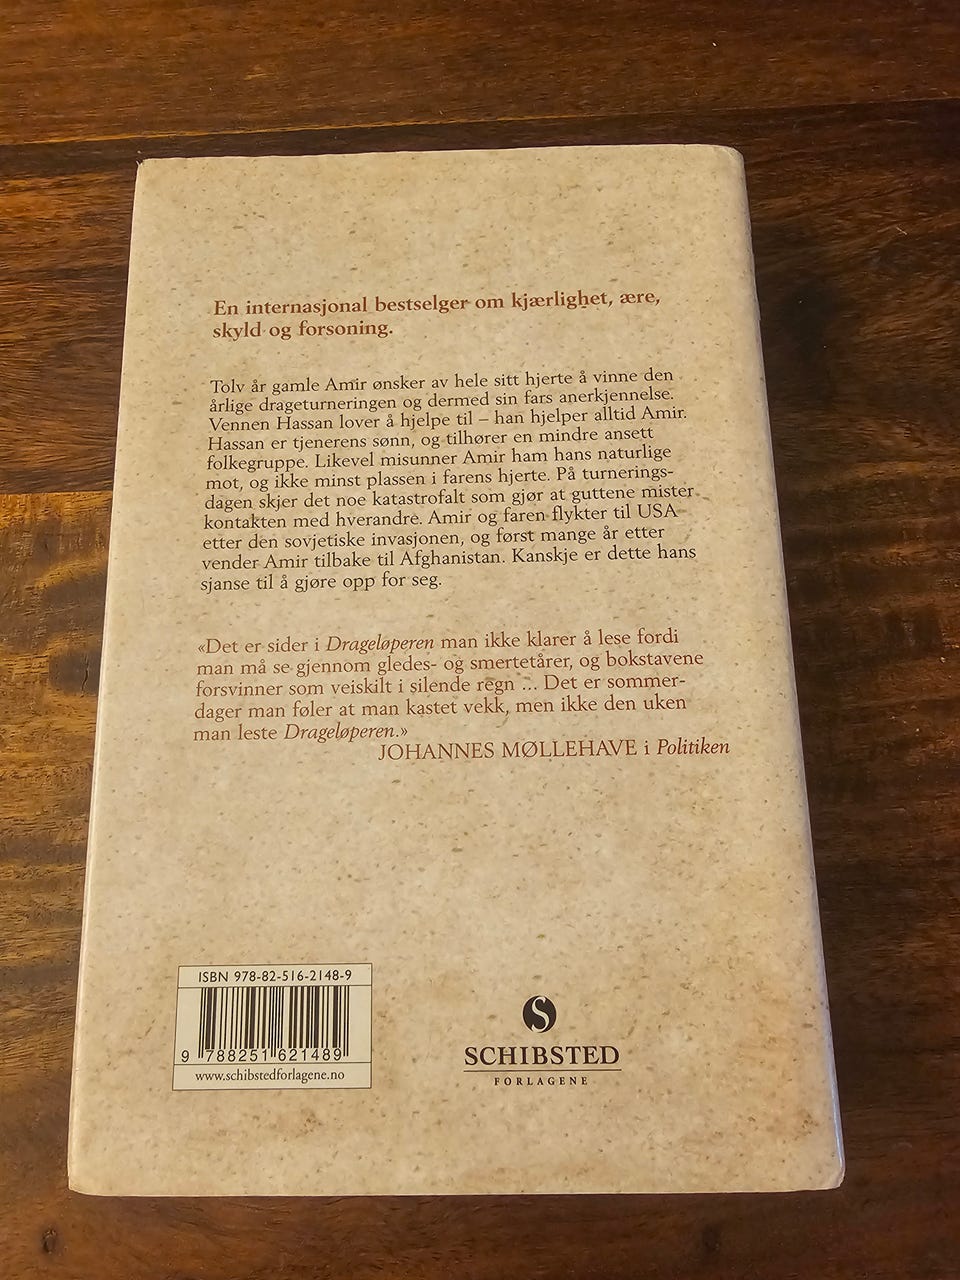 En internasjonal bestselger om kjærlighet, ære,
skyld og forsoning.
Tolv år gamle Amir ønsker av hele sitt hjerte å vinne den
årlige drageturneringen og dermed sin fars anerkjennelse.
Vennen Hassan lover å hjelpe til – han hjelper alltid Amir.
Hassan er tjenerens sønn, og tilhører en mindre ansett
folkegruppe. Likevel misunner Amir ham hans naturlige
mot, og ikke minst plassen i farens hjerte. På turnerings-
dagen skjer det noe katastrofalt som gjør at guttene mister
kontakten med hverandre. Amir og faren flykter til USA
etter den sovjetiske invasjonen, og først mange år etter
vender Amir tilbake til Afghanistan. Kanskje er dette hans
sjanse til å gjøre opp for seg.
«Det er sider i Drageløperen man ikke klarer å lese fordi
man må se gjennom gledes- og smertetårer, og bokstavene
forsvinner som veiskilt i silende regn ... Det er sommer-
dager man føler at man kastet vekk, men ikke den uken
man leste Drageløperen.»
JOHANNES MØLLEHAVE i Politiken
ISBN 978-82-516-2148-9
9 788251 621489
www.schibstedforlagene.no
S
SCHIBSTED
FORLAGENE